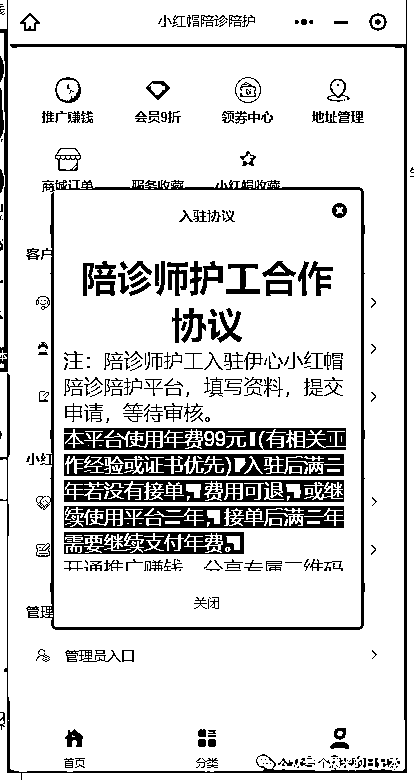 小红帽陪诊陪护
推广赚钱 会员9折 领券中心 地址管理
商城订单 服务收藏 小红帽收藏
入驻协议
客户
陪诊师护工合作
协议
注：陪诊师护工入驻伊心小红帽
陪诊陪护平台，填写资料，提交
申请，等待审核。
本平台使用年费99元（有相关工
作经验或证书优先），入驻后满一
年若没有接单，费用可退，或继
续使用平台一年，接单后满一年
需要继续支付年费。
开通推广赚钱，分享专属二维码
小红
关闭
管理
管理员入口
首页 分类
公众号